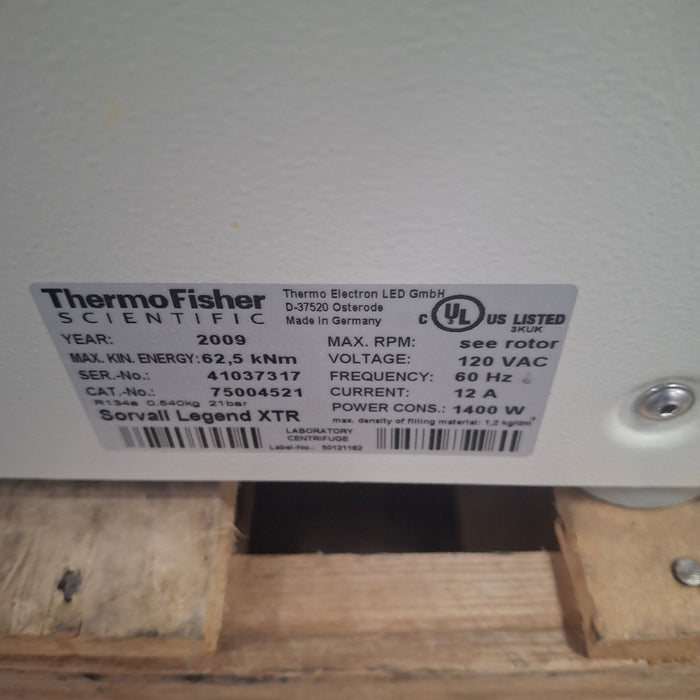 ThermoFisher
SCIENTIFIC
Thermo Electron LED GmbH
D-37520 Osterode
Made in Germany
C UL US LISTED
3KUK
YEAR: 2009
MAX. KIN. ENERGY: 62,5 kNm
SER.-No.: 41037317
CAT.-No.: 75004521
R134a 0.540kg 21bar
Sorvall Legend XTR
MAX. RPM: see rotor
VOLTAGE: 120 VAC
FREQUENCY: 60 Hz
CURRENT: 12 A
POWER CONS.: 1400 W
max. density of filling material: 1,2 kg/dm³
LABORATORY
CENTRIFUGE
Label-No.: 50121162